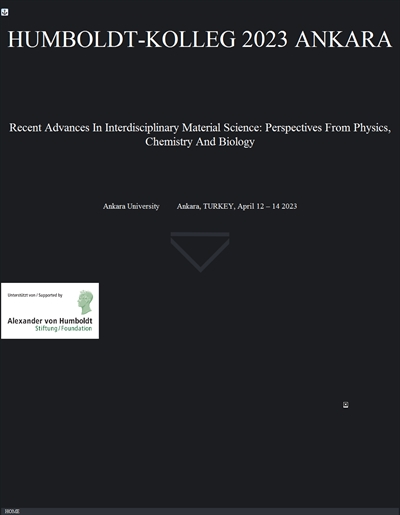 HUMBOLDT-KOLLEG 2023 ANKARA
Recent Advances In Interdisciplinary Material Science: Perspectives From Physics,
Chemistry And Biology
Ankara University Ankara, TURKEY, April 12 – 14 2023
Unterstützt von / Supported by
Alexander von Humboldt
Stiftung / Foundation
HOME